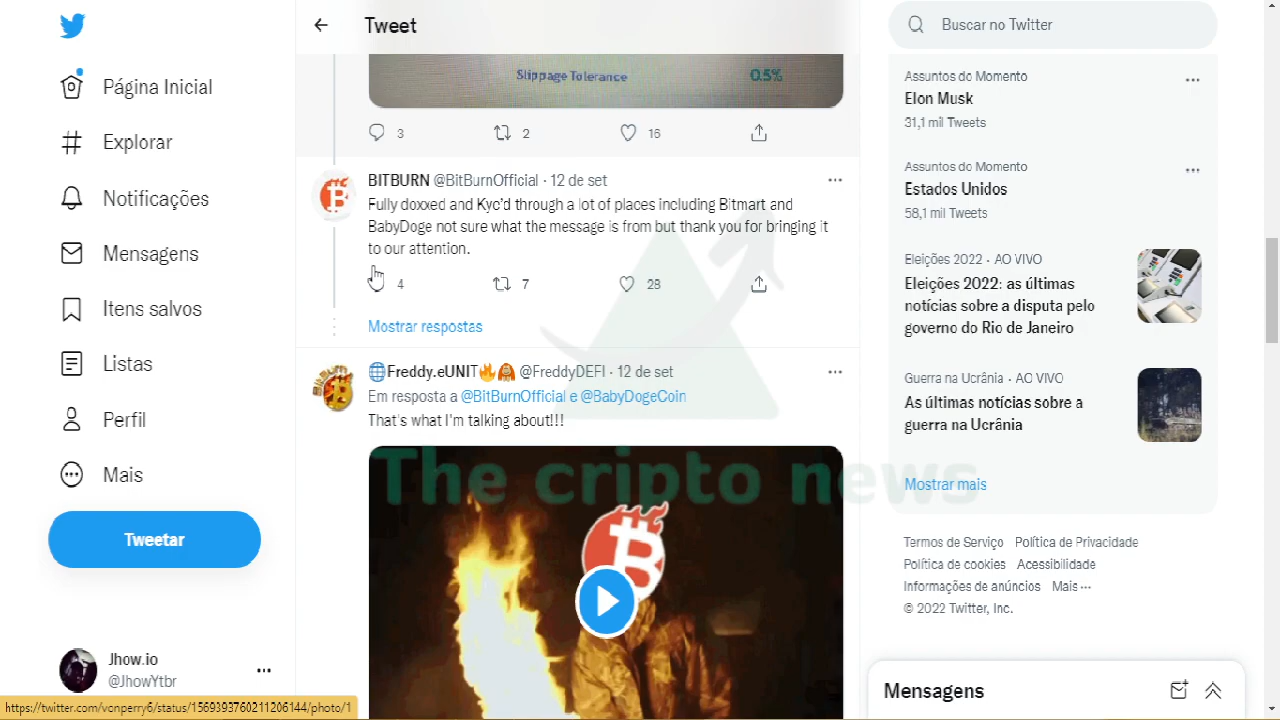 Página Inicial
Explorar
Notificações
Mensagens
Itens salvos
Listas
Perfil
Mais
Tweetar
Jhow.io
@JhowYtbr
https://twitter.com/vonperry6/status/1569393760211206144/photo/1
Tweet
Slippage Tolerance 0.5%
3 2 16
BITBURN @BitBurnOfficial · 12 de set
Fully doxxed and Kyc'd through a lot of places including Bitmart and
BabyDoge not sure what the message is from but thank you for bringing it
to our attention.
4 7 28
Mostrar respostas
Freddy.eUNIT @FreddyDEFI · 12 de set
Em resposta a @BitBurnOfficial e @BabyDogeCoin
That's what I'm talking about!!!
The cripto news
Buscar no Twitter
Assuntos do Momento
Elon Musk
31,1 mil Tweets
Assuntos do Momento
Estados Unidos
58,1 mil Tweets
Eleições 2022 · AO VIVO
Eleições 2022: as últimas
notícias sobre a disputa pelo
governo do Rio de Janeiro
Guerra na Ucrânia · AO VIVO
As últimas notícias sobre a
guerra na Ucrânia
Mostrar mais
Termos de Serviço Política de Privacidade
Política de cookies Acessibilidade
Informações de anúncios Mais ···
© 2022 Twitter, Inc.
Mensagens